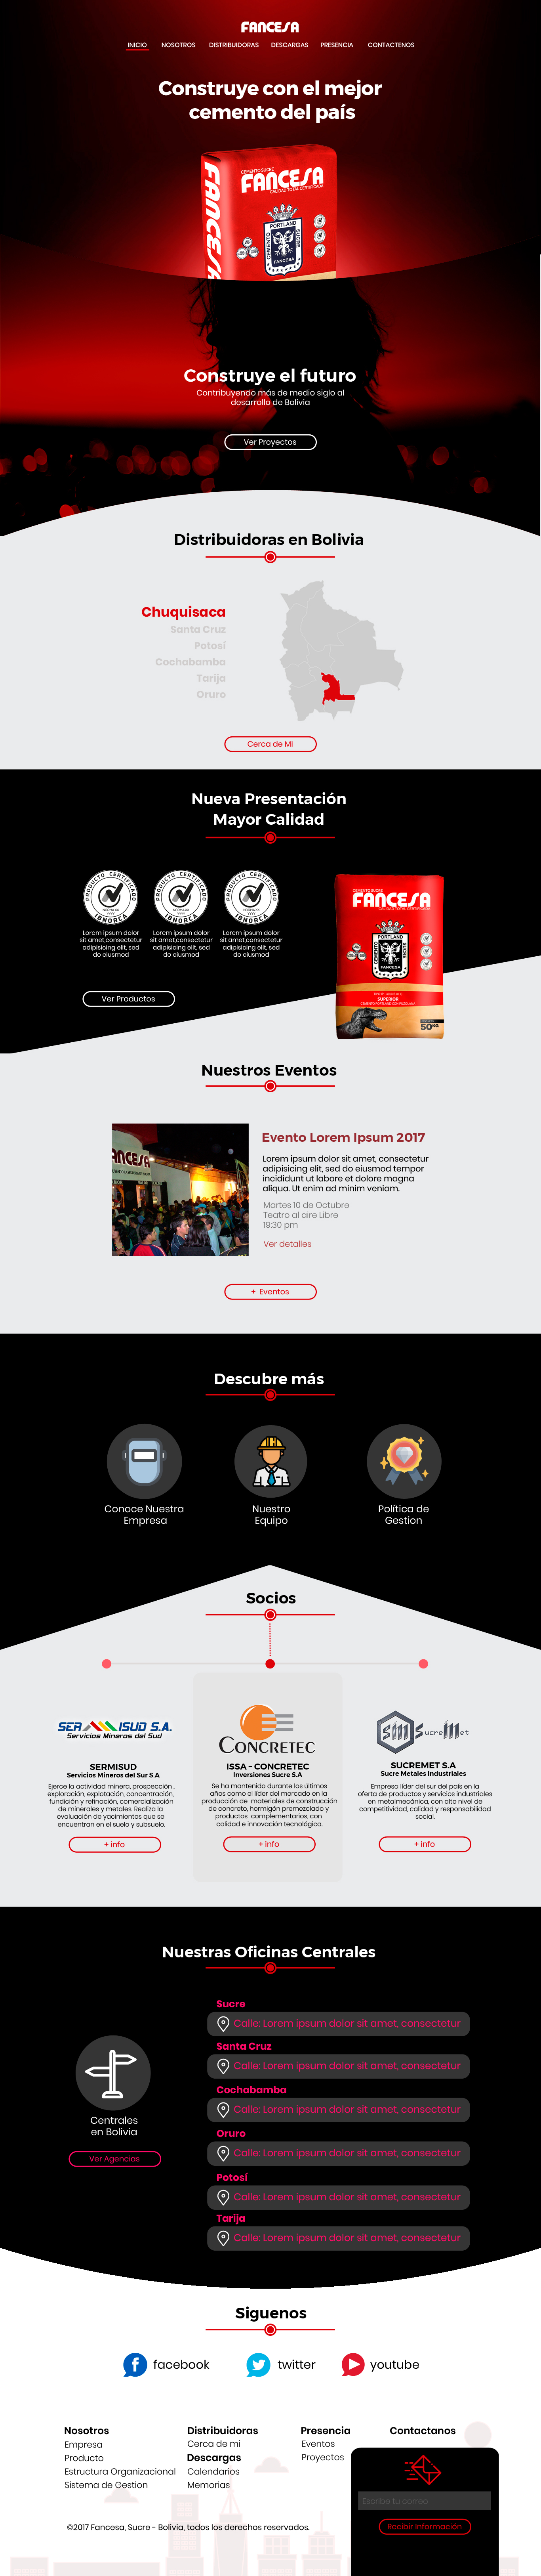 FANCESA
INICIO NOSOTROS DISTRIBUIDORAS DESCARGAS PRESENCIA CONTACTENOS
Construye con el mejor
cemento del país
FANCESA
CEMENTO SUCRE
FANCESA
CALIDAD TOTAL CERTIFICADA
PORTLAND
CEMENTO
SUCRE
FANCESA
Construye el futuro
Contribuyendo más de medio siglo al
desarrollo de Bolivia
Ver Proyectos
Distribuidoras en Bolivia
Chuquisaca
Santa Cruz
Potosí
Cochabamba
Tarija
Oruro
Cerca de Mi
Nueva Presentación
Mayor Calidad
PRODUCTO CERTIFICADO
IBNORCA
PRODUCTO CERTIFICADO
IBNORCA
PRODUCTO CERTIFICADO
IBNORCA
Lorem ipsum dolor
sit amet,consectetur
adipisicing elit, sed
do eiusmod
Lorem ipsum dolor
sit amet,consectetur
adipisicing elit, sed
do eiusmod
Lorem ipsum dolor
sit amet,consectetur
adipisicing elit, sed
do eiusmod
Ver Productos
CEMENTO SUCRE
FANCESA
CALIDAD TOTAL CERTIFICADA
PORTLAND
CEMENTO
SUCRE
FANCESA
SUPERIOR
50KG
Nuestros Eventos
ANCESA
Evento Lorem Ipsum 2017
Lorem ipsum dolor sit amet, consectetur
adipisicing elit, sed do eiusmod tempor
incididunt ut labore et dolore magna
aliqua. Ut enim ad minim veniam.
Martes 10 de Octubre
Teatro al aire Libre
19:30 pm
Ver detalles
+ Eventos
Descubre más
Conoce Nuestra
Empresa
Nuestro
Equipo
Política de
Gestion
Socios
SERMISUD S.A.
Servicios Mineros del Sud
SERMISUD
Servicios Mineros del Sur S.A
Ejerce la actividad minera, prospección ,
exploración, explotación, concentración,
fundición y refinación, comercialización
de minerales y metales. Realiza la
evaluación de yacimientos que se
encuentran en el suelo y subsuelo.
+ info
CONCRETEC
ISSA - CONCRETEC
Inversiones Sucre S.A
Se ha mantenido durante los últimos
años como el líder del mercado en la
producción de materiales de construcción
de concreto, hormigón premezclado y
productos complementarios, con
calidad e innovación tecnológica.
+ info
SucreMet
SUCREMET S.A
Sucre Metales Industriales
Empresa líder del sur del país en la
oferta de productos y servicios industriales
en metalmecánica, con alto nivel de
competitividad, calidad y responsabilidad
social.
+ info
Nuestras Oficinas Centrales
Centrales
en Bolivia
Ver Agencias
Sucre
Calle: Lorem ipsum dolor sit amet, consectetur
Santa Cruz
Calle: Lorem ipsum dolor sit amet, consectetur
Cochabamba
Calle: Lorem ipsum dolor sit amet, consectetur
Oruro
Calle: Lorem ipsum dolor sit amet, consectetur
Potosí
Calle: Lorem ipsum dolor sit amet, consectetur
Tarija
Calle: Lorem ipsum dolor sit amet, consectetur
Siguenos
facebook
twitter
youtube
Nosotros
Empresa
Producto
Estructura Organizacional
Sistema de Gestion
Distribuidoras
Cerca de mi
Descargas
Calendarios
Memorias
Presencia
Eventos
Proyectos
Contactanos
Escribe tu correo
Recibir Información
©2017 Fancesa, Sucre - Bolivia, todos los derechos reservados.